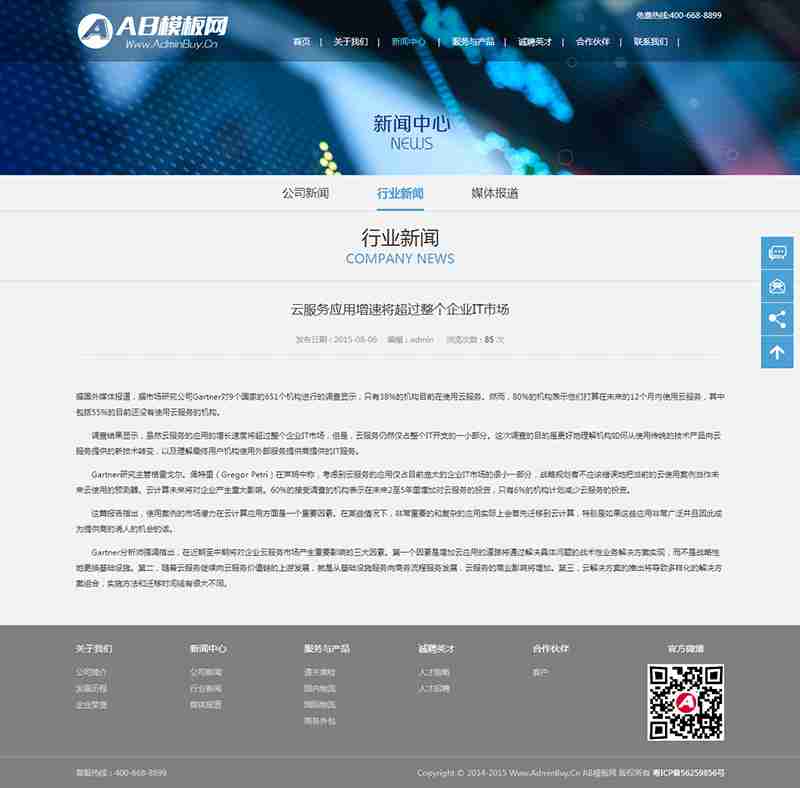 AB模板网
Www.AdminBuy.Cn
免费热线:400-668-8899
首页 | 关于我们 | 新闻中心 | 服务与产品 | 诚聘英才 | 合作伙伴 | 联系我们 |
新闻中心
NEWS
公司新闻 行业新闻 媒体报道
行业新闻
COMPANY NEWS
云服务应用增速将超过整个企业IT市场
发布日期:2015-08-06 编辑:admin 浏览次数:85 次
据国外媒体报道,据市场研究公司Gartner对9个国家的651个机构进行的调查显示,只有38%的机构目前在使用云服务。然而,80%的机构表示他们打算在未来的12个月内使用云服务,其中
包括55%的目前还没有使用云服务的机构。
调查结果显示,虽然云服务的应用的增长速度将超过整个企业IT市场,但是,云服务仍然仅占整个IT开支的一小部分。这次调查的目的是更好地理解机构如何从使用传统的技术产品向云
服务提供的新技术转变,以及理解最终用户机构使用外部服务提供商提供的IT服务。
Gartner研究主管格雷戈尔。佩特里(Gregor Petri)在声明中称,考虑到云服务的应用仅占目前庞大的企业IT市场的很小一部分,战略规划者不应该错误地把当前的云使用案例当作未
来云使用的预测器。云计算未来将对企业产生重大影响。60%的接受调查的机构表示在未来2至5年里增加对云服务的投资,只有6%的机构计划减少云服务的投资。
这篇报告指出,使用案例的市场潜力在云计算应用方面是一个重要因素。在某些情况下,非常重要的和复杂的应用实际上会首先迁移到云计算,特别是如果这些应用非常广泛并且因此成
为提供商的诱人的机会的话。
Gartner分析师强调指出,在近期至中期将对企业云服务市场产生重要影响的三大因素。第一个因素是增加云应用的道路将通过解决具体问题的战术性业务解决方案实现,而不是战略性
地更换基础设施。第二,随着云服务继续向云服务价值链的上游发展,就是从基础设施服务向商务流程服务发展,云服务的商业影响将增加。第三,云解决方案的推出将导致多样化的解决方
案组合,实施方法和迁移时间域有很大不同。
关于我们 新闻中心 服务与产品 诚聘英才 合作伙伴 官方微信
公司简介 公司新闻 通关商检 人才策略 客户
发展历程 行业新闻 国内物流 人才招聘
企业荣誉 媒体报道 国际物流
商务外包
客服热线:400-668-8899
Copyright © 2014-2015 Www.AdminBuy.Cn AB模板网 版权所有 粤ICP备56259856号